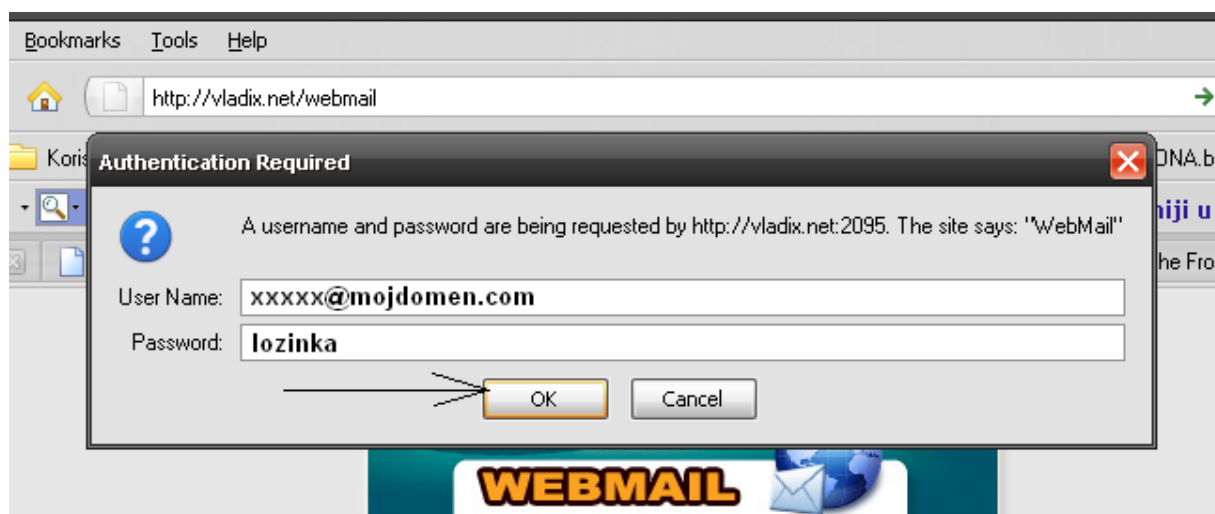 Bookmarks Tools Help
http://vladix.net/webmail
Authentication Required
A username and password are being requested by http://vladix.net:2095. The site says: "WebMail"
User Name: xxxxx@mojdomen.com
Password: lozinka
OK Cancel
WEBMAIL